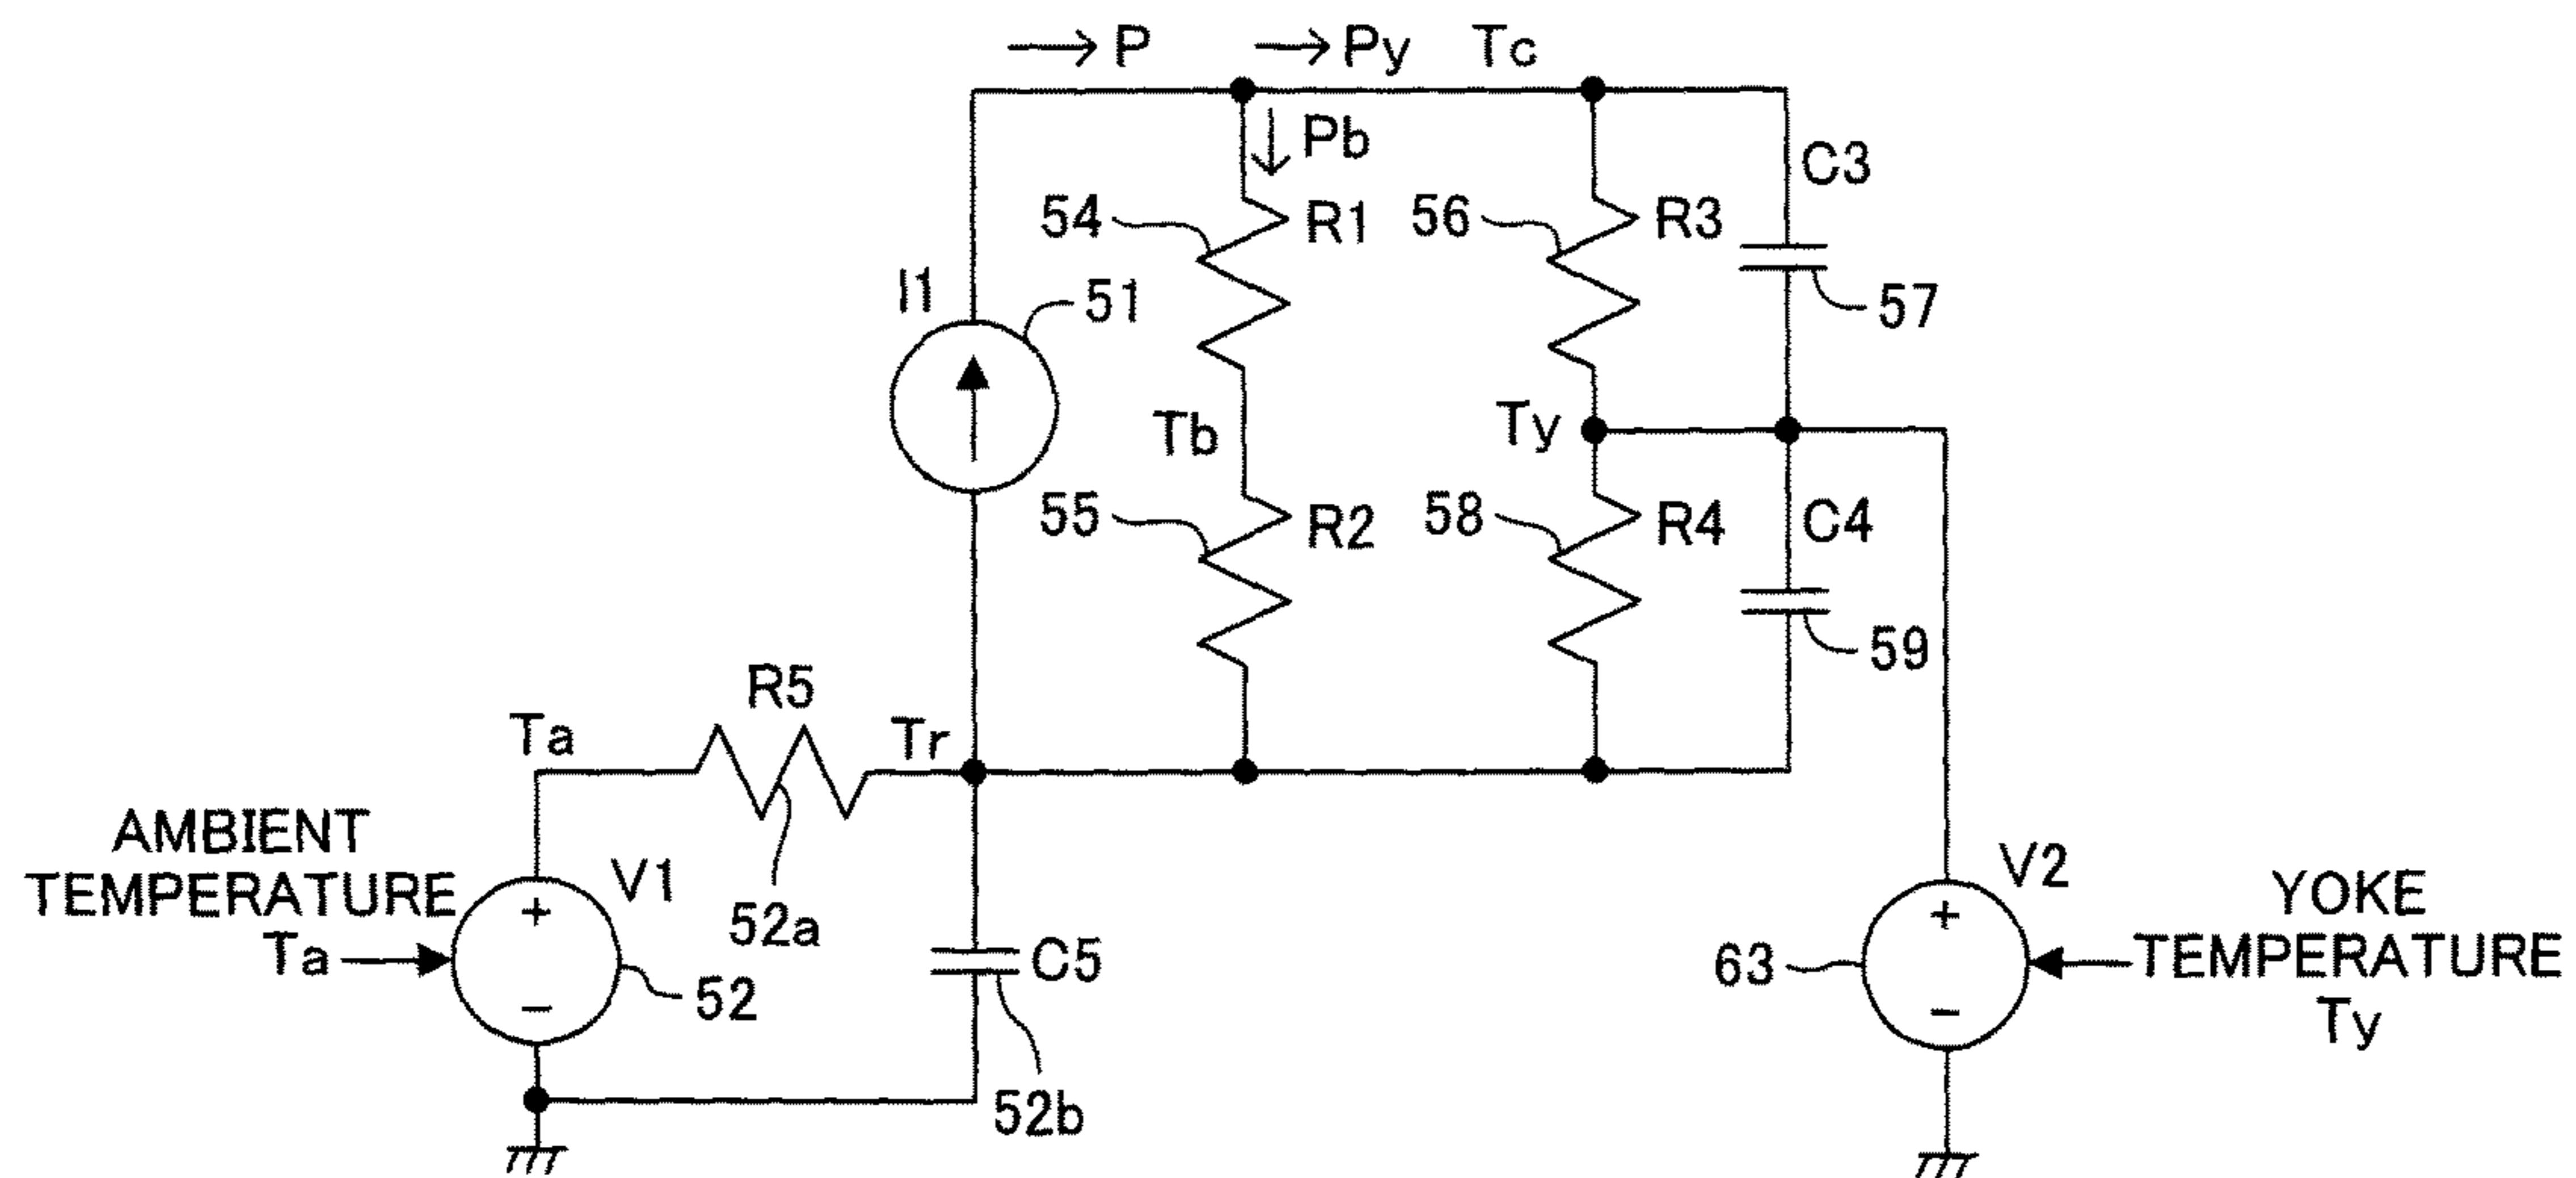 P Py Tc
Pb
C3
54 R1 56 R3
I1 51 57
Tb Ty
55 R2 58 R4 C4
59
R5
Ta Tr
AMBIENT
TEMPERATURE
Ta
V1
+
−
52a
52
C5
52b
V2
+
−
63
YOKE
TEMPERATURE
Ty